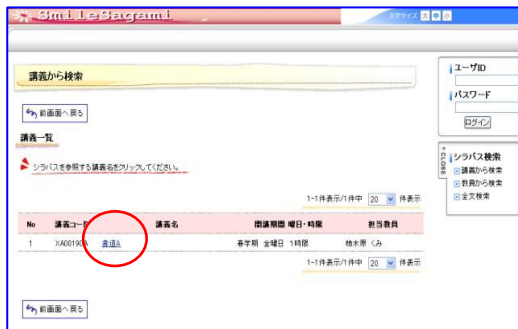 SmileSagami
文字サイズ 大 中 小
講義から検索
前画面へ戻る
講義一覧
シラバスを参照する講義名をクリックしてください。
1-1件表示/1件中 20 件表示
No 講義コード 講義名 開講期間 曜日・時限 担当教員
1 XA00190A 書道A 春学期 金曜日 1時限 柚木原 くみ
1-1件表示/1件中 20 件表示
前画面へ戻る
ユーザID
パスワード
ログイン
↑CLOSE
シラバス検索
講義から検索
教員から検索
全文検索